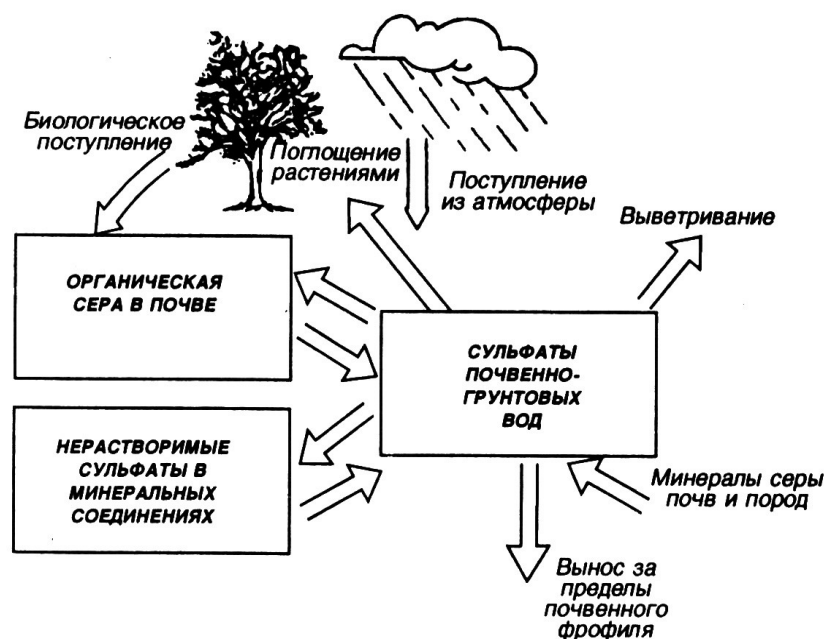 Биологическое
поступление
Поглощение
растениями
Поступление
из атмосферы
Выветривание
ОРГАНИЧЕСКАЯ
СЕРА В ПОЧВЕ
СУЛЬФАТЫ
ПОЧВЕННО-
ГРУНТОВЫХ
ВОД
НЕРАСТВОРИМЫЕ
СУЛЬФАТЫ В
МИНЕРАЛЬНЫХ
СОЕДИНЕНИЯХ
Минералы серы
почв и пород
Вынос за
пределы
почвенного
фрофиля